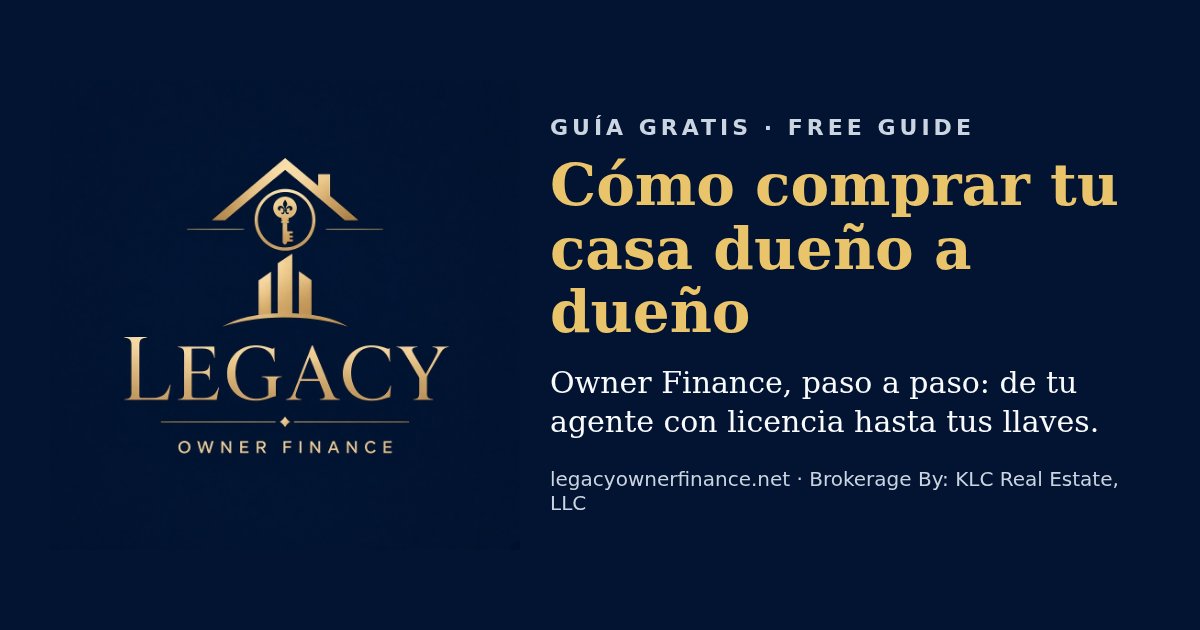 LEGACY
OWNER FINANCE
GUÍA GRATIS · FREE GUIDE
Cómo comprar tu
casa dueño a
dueño
Owner Finance, paso a paso: de tu
agente con licencia hasta tus llaves.
legacyownerfinance.net · Brokerage By: KLC Real Estate,
LLC